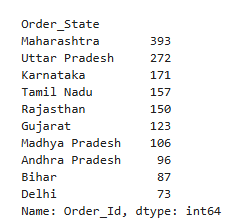 Order_State
Maharashtra 393
Uttar Pradesh 272
Karnataka 171
Tamil Nadu 157
Rajasthan 150
Gujarat 123
Madhya Pradesh 106
Andhra Pradesh 96
Bihar 87
Delhi 73
Name: Order_Id, dtype: int64